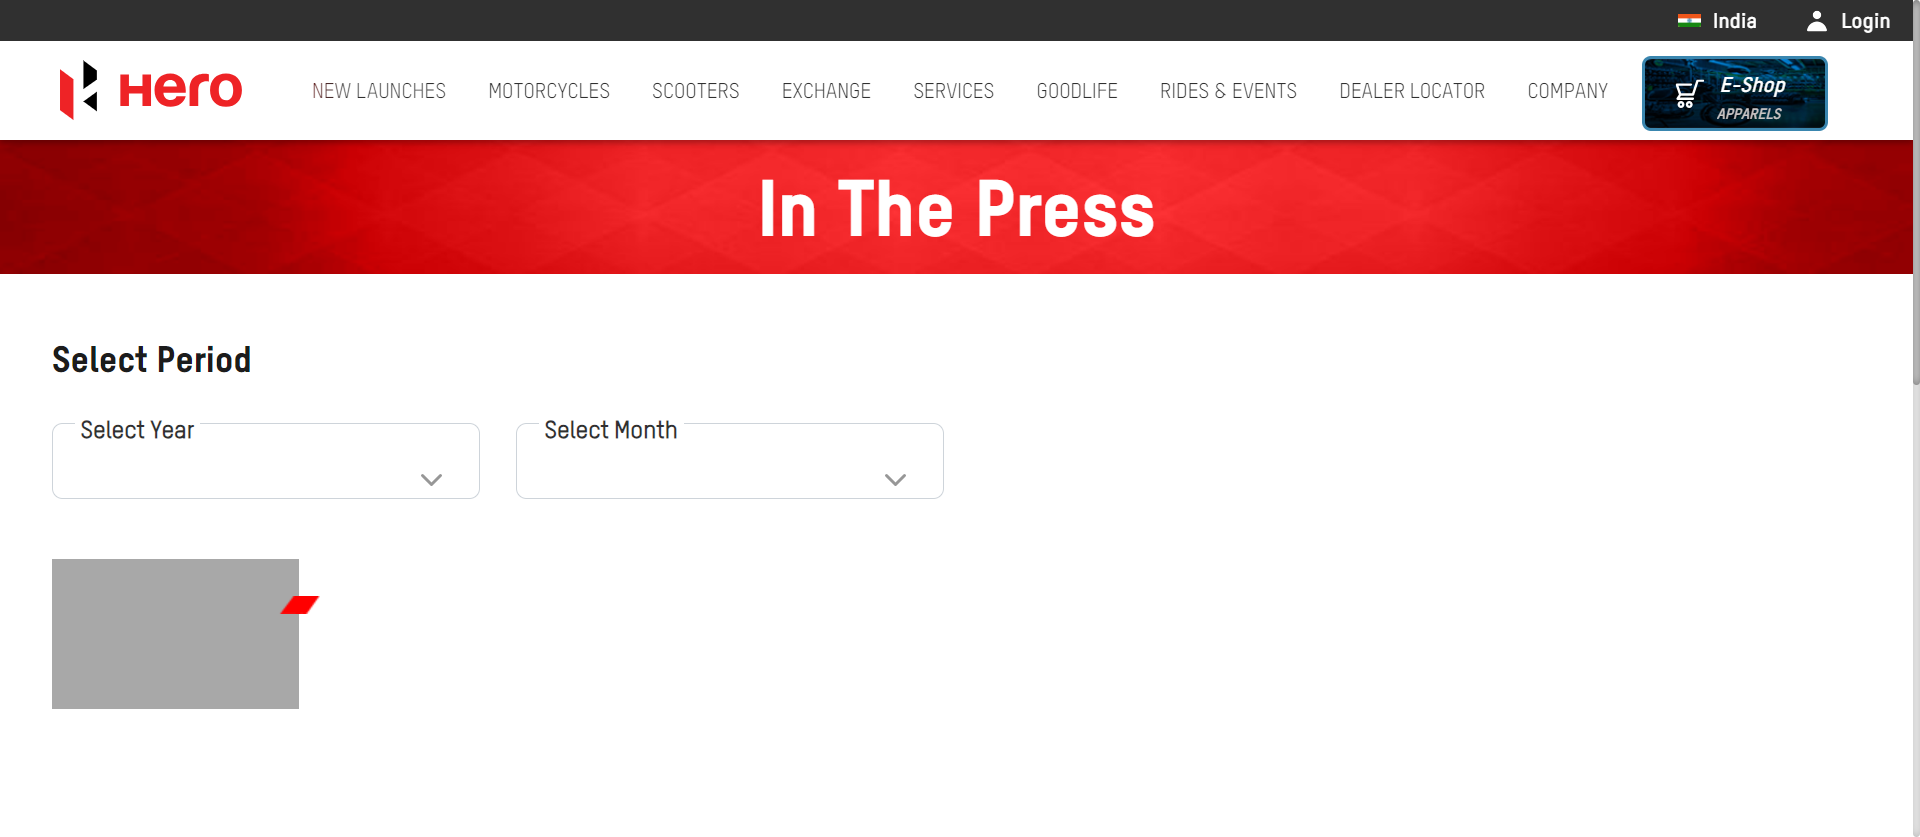 India
Login
Hero
NEW LAUNCHES
MOTORCYCLES
SCOOTERS
EXCHANGE
SERVICES
GOODLIFE
RIDES & EVENTS
DEALER LOCATOR
COMPANY
E-Shop
APPARELS
In The Press
Select Period
Select Year
Select Month